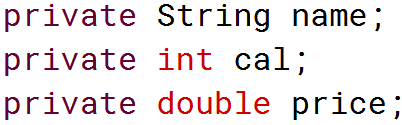 private String name;
private int cal;
private double price;